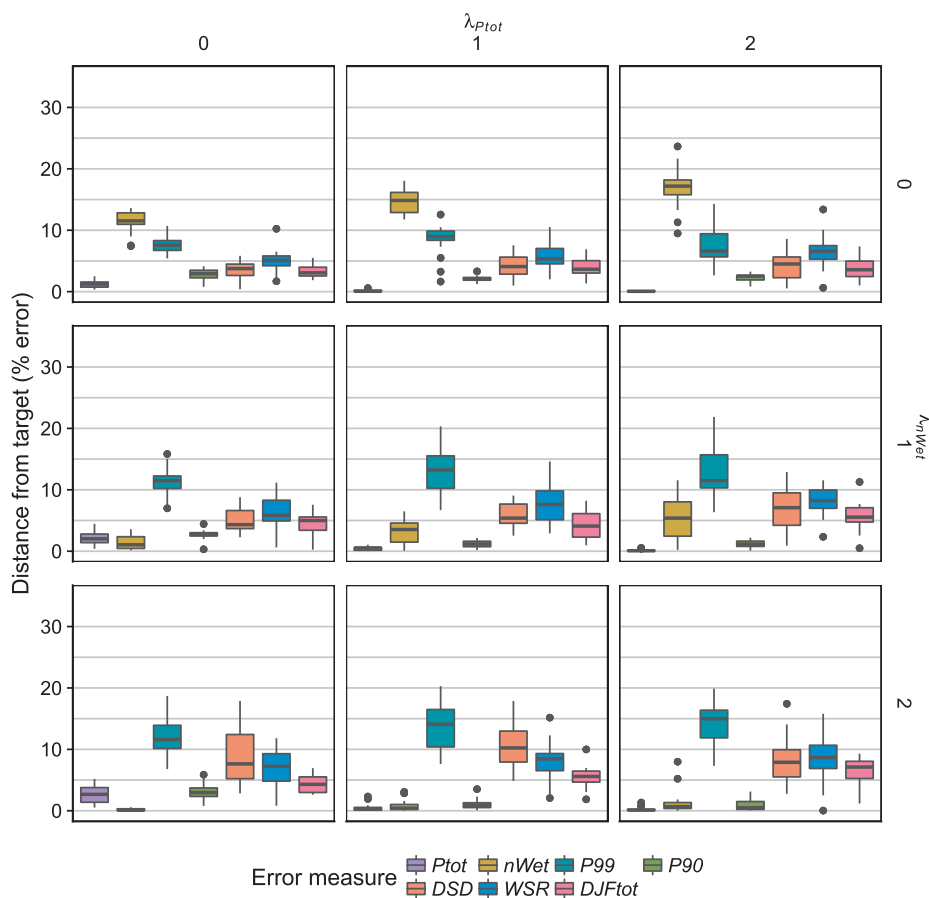 λPtot
0 1 2
30
20
10
0
0
30
20
10
0
1
λnWet
30
20
10
0
2
Distance from target (% error)
Error measure
Ptot nWet P99 P90
DSD WSR DJFtot